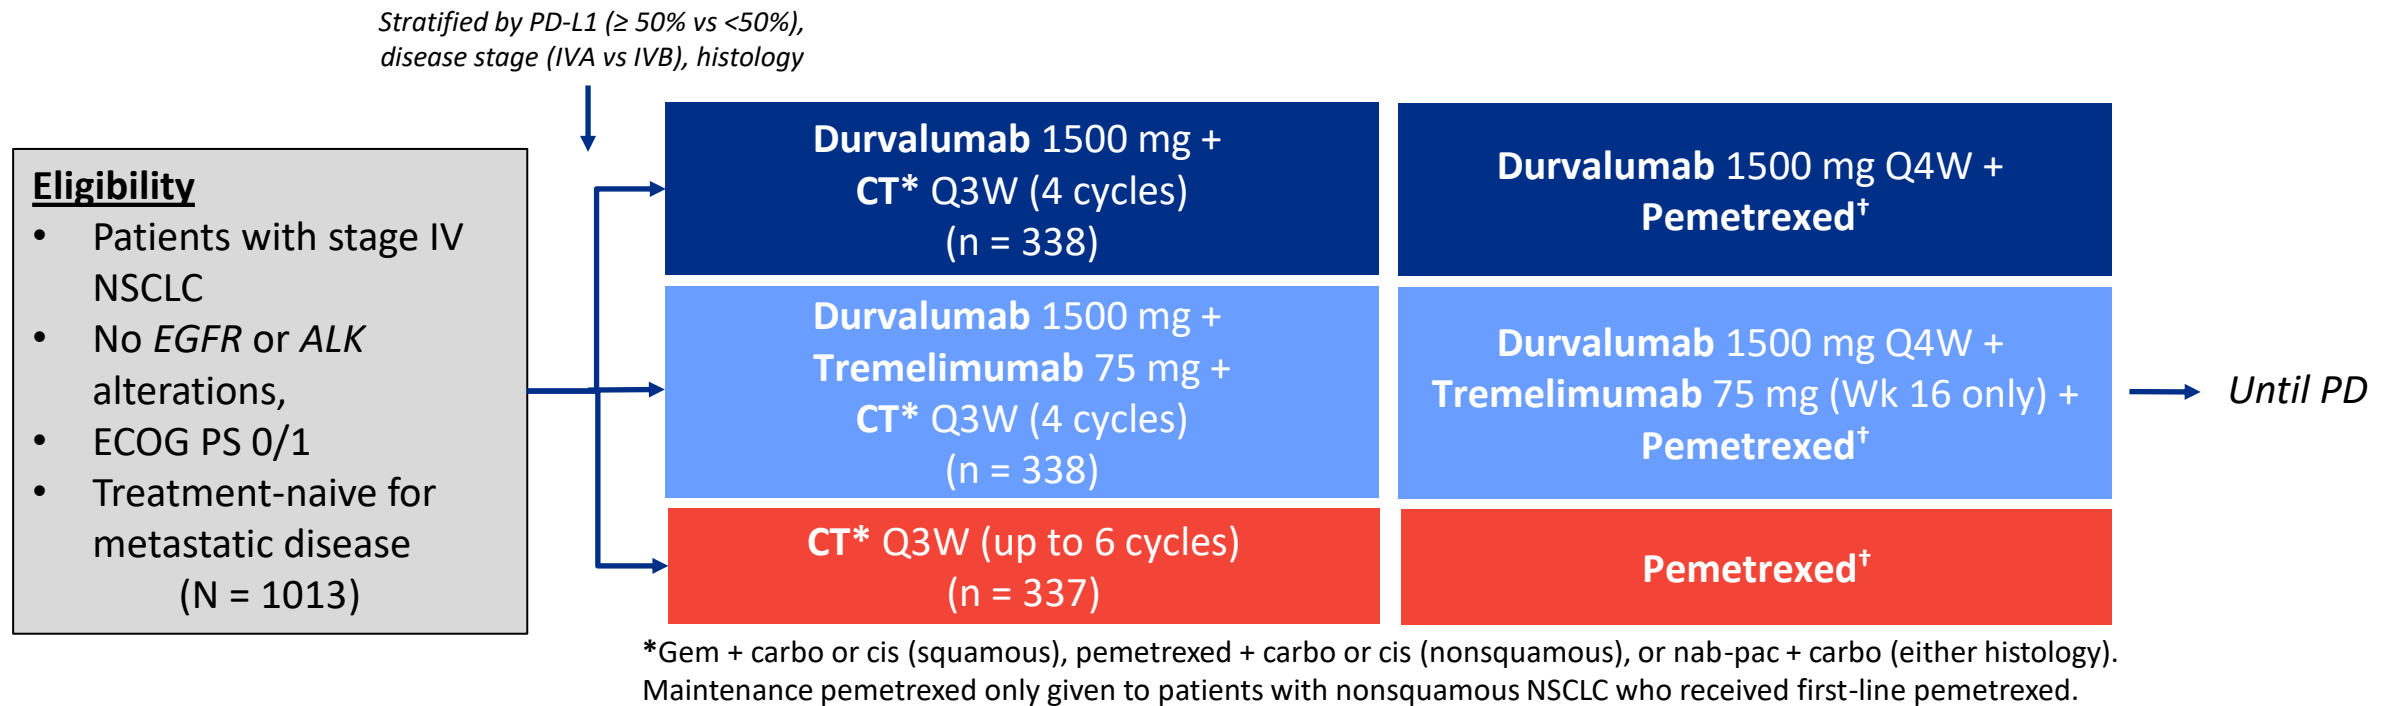 Stratified by PD-L1 (≥ 50% vs <50%),
disease stage (IVA vs IVB), histology
Eligibility
• Patients with stage IV
NSCLC
• No EGFR or ALK
alterations,
• ECOG PS 0/1
• Treatment-naive for
metastatic disease
(N = 1013)
Durvalumab 1500 mg +
CT* Q3W (4 cycles)
(n = 338)
Durvalumab 1500 mg Q4W +
Pemetrexed†
Durvalumab 1500 mg +
Tremelimumab 75 mg +
CT* Q3W (4 cycles)
(n = 338)
Durvalumab 1500 mg Q4W +
Tremelimumab 75 mg (Wk 16 only) +
Pemetrexed†
Until PD
CT* Q3W (up to 6 cycles)
(n = 337)
Pemetrexed†
*Gem + carbo or cis (squamous), pemetrexed + carbo or cis (nonsquamous), or nab-pac + carbo (either histology).
Maintenance pemetrexed only given to patients with nonsquamous NSCLC who received first-line pemetrexed.